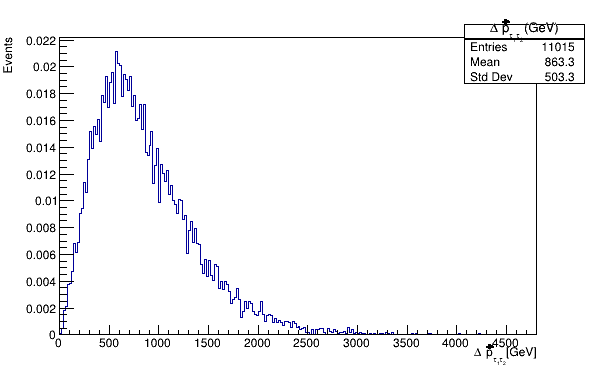 Δ p⃗ τ₁τ₂ (GeV)
Entries 11015
Mean 863.3
Std Dev 503.3
Events
0.022
0.02
0.018
0.016
0.014
0.012
0.01
0.008
0.006
0.004
0.002
0
0 500 1000 1500 2000 2500 3000 3500 4000 4500
Δ p⃗ τ₁τ₂ [GeV]